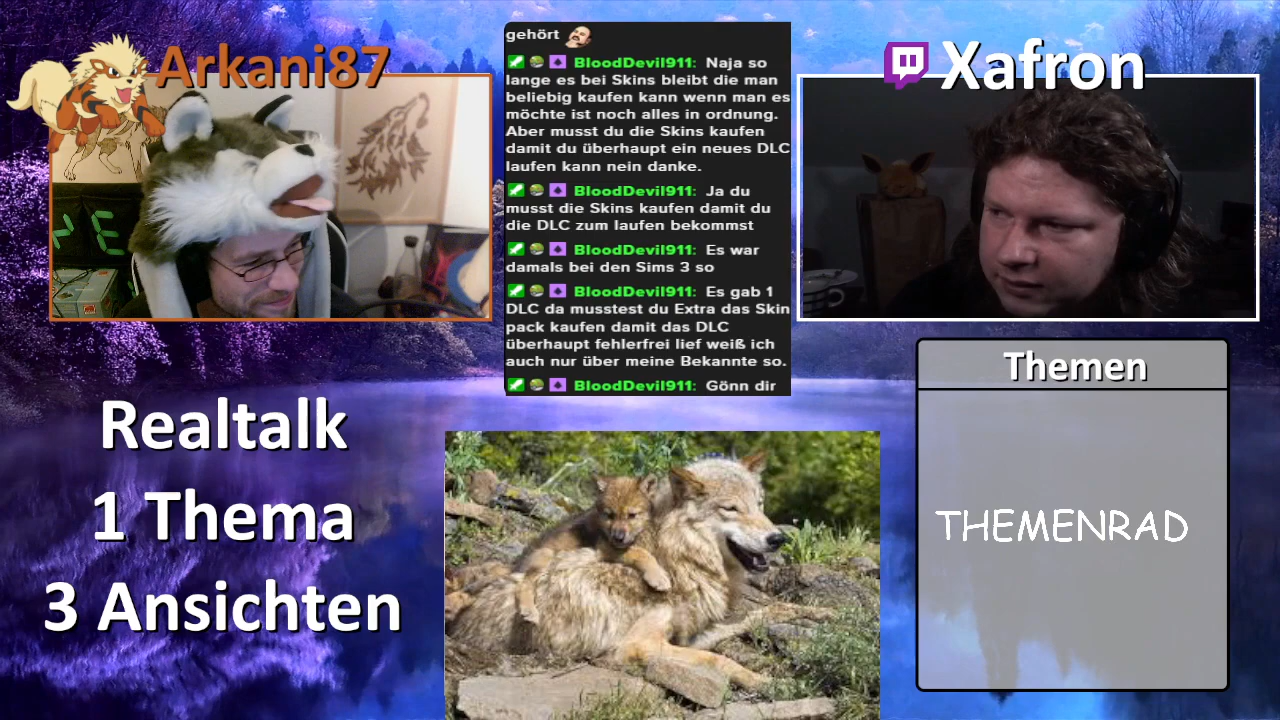 Arkani87
gehört
BloodDevil911: Naja so
lange es bei Skins bleibt die man
beliebig kaufen kann wenn man es
möchte ist noch alles in ordnung.
Aber musst du die Skins kaufen
damit du überhaupt ein neues DLC
laufen kann nein danke.
BloodDevil911: Ja du
musst die Skins kaufen damit du
die DLC zum laufen bekommst
BloodDevil911: Es war
damals bei den Sims 3 so
BloodDevil911: Es gab 1
DLC da musstest du Extra das Skin
pack kaufen damit das DLC
überhaupt fehlerfrei lief weiß ich
auch nur über meine Bekannte so.
BloodDevil911: Gönn dir
Xafron
Themen
THEMENRAD
Realtalk
1 Thema
3 Ansichten